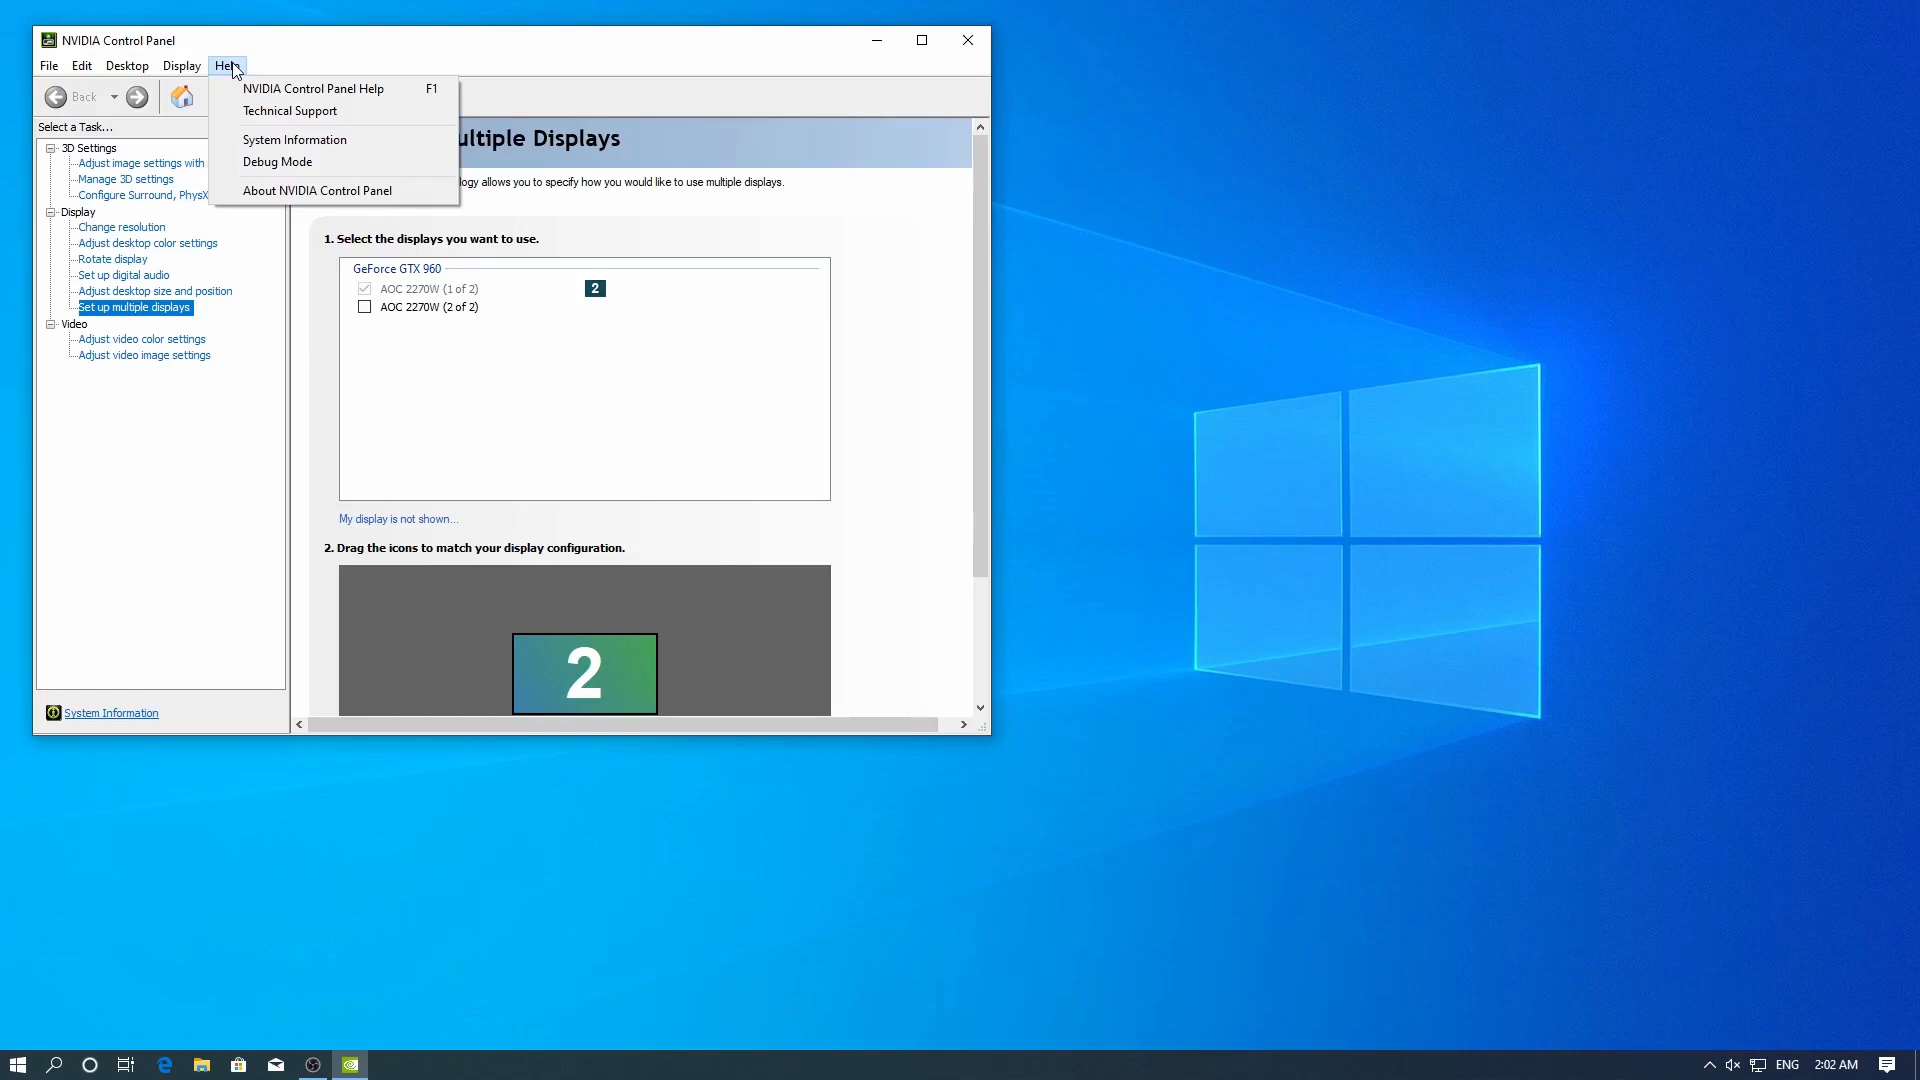 NVIDIA Control Panel
File Edit Desktop Display Help
Back
NVIDIA Control Panel Help F1
Technical Support
System Information
Debug Mode
About NVIDIA Control Panel
Select a Task...
3D Settings
Adjust image settings with
Manage 3D settings
Configure Surround, PhysX
Display
Change resolution
Adjust desktop color settings
Rotate display
Set up digital audio
Adjust desktop size and position
Set up multiple displays
Video
Adjust video color settings
Adjust video image settings
System Information
ultiple Displays
logy allows you to specify how you would like to use multiple displays.
1. Select the displays you want to use.
GeForce GTX 960
AOC 2270W (1 of 2) 2
AOC 2270W (2 of 2)
My display is not shown...
2. Drag the icons to match your display configuration.
2
ENG 2:02 AM